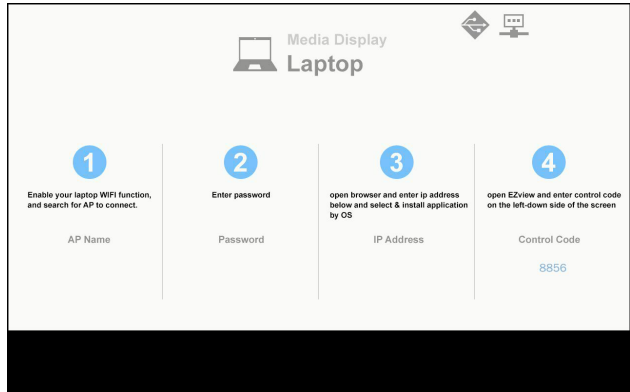 Media Display
Laptop
1
Enable your laptop WIFI function,
and search for AP to connect.
AP Name
2
Enter password
Password
3
open browser and enter ip address
below and select & install application
by OS
IP Address
4
open EZview and enter control code
on the left-down side of the screen
Control Code
8856